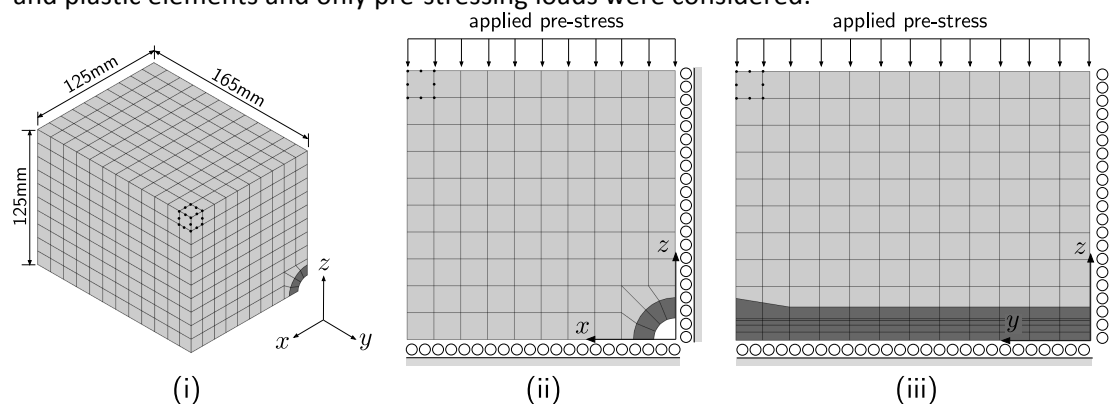 and plastic elements and only pre-stressing loads were considered.
applied pre-stress
applied pre-stress
125mm
165mm
125mm
z
x
y
z
x
z
y
(i)
(ii)
(iii)